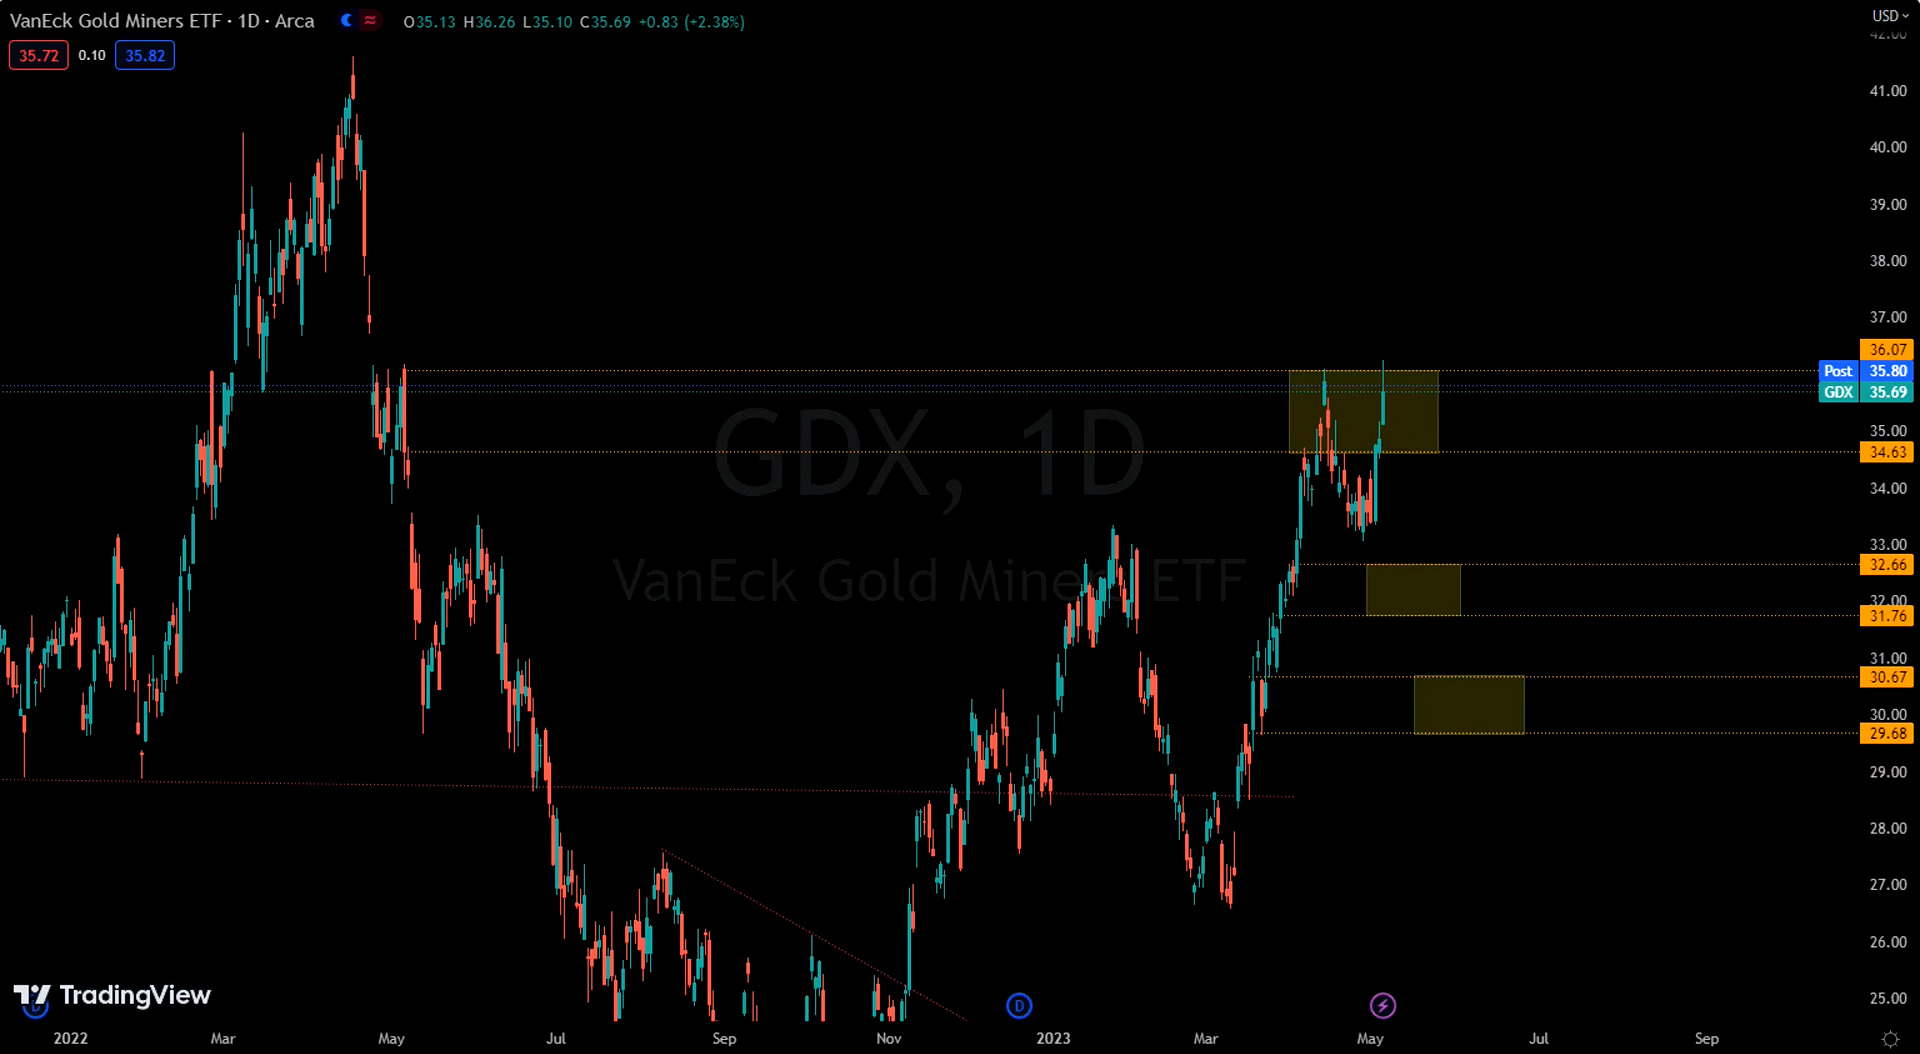 VanEck Gold Miners ETF · 1D · Arca O35.13 H36.26 L35.10 C35.69 +0.83 (+2.38%)
USD
42.00
35.72 0.10 35.82
41.00
40.00
39.00
38.00
37.00
36.07
Post 35.80
GDX 35.69
35.00
34.63
34.00
33.00
32.66
32.00
31.76
31.00
30.67
30.00
29.68
29.00
28.00
27.00
26.00
25.00
GDX, 1D
VanEck Gold Miners ETF
TradingView
D
D
2022 Mar May Jul Sep Nov 2023 Mar May Jul Sep